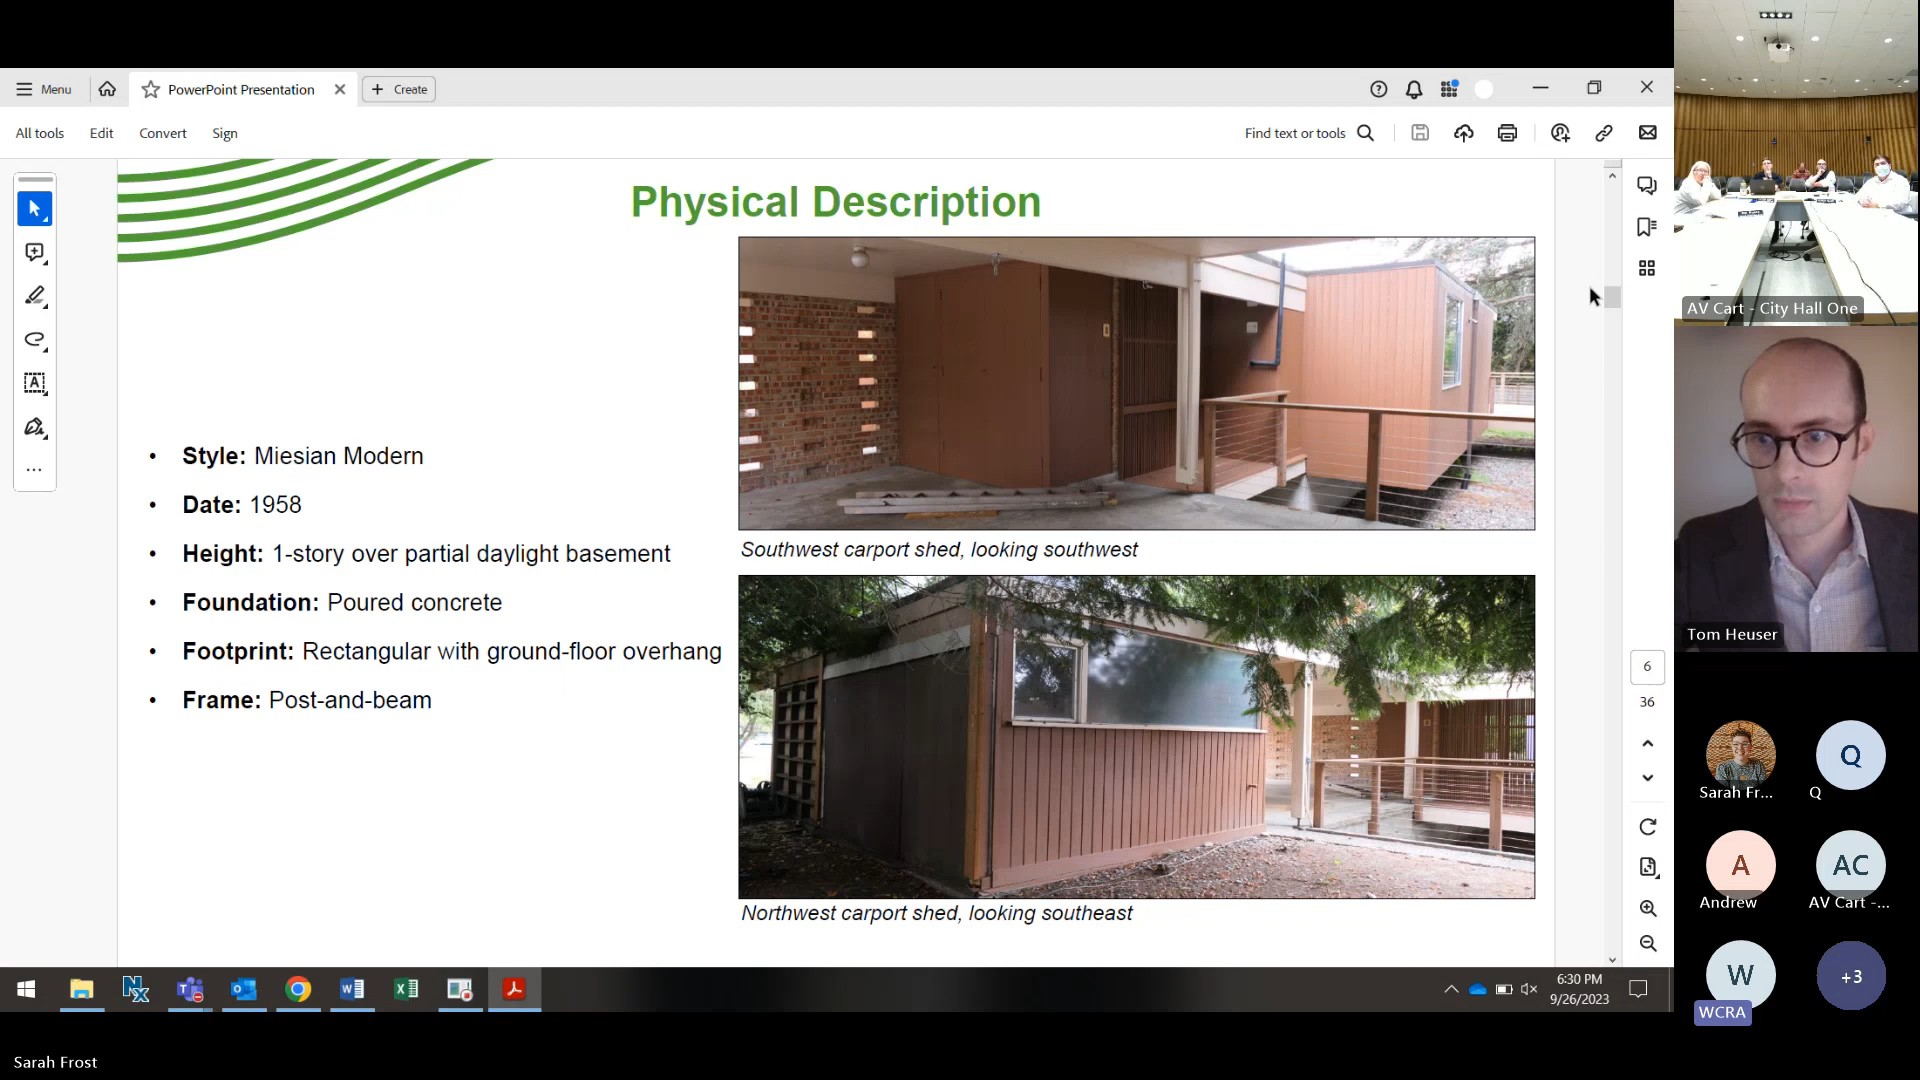 Menu
PowerPoint Presentation
Create
All tools
Edit
Convert
Sign
Find text or tools
Physical Description
• Style: Miesian Modern
• Date: 1958
• Height: 1-story over partial daylight basement
• Foundation: Poured concrete
• Footprint: Rectangular with ground-floor overhang
• Frame: Post-and-beam
Southwest carport shed, looking southwest
Northwest carport shed, looking southeast
6
36
6:30 PM
9/26/2023
AV Cart - City Hall One
Tom Heuser
Sarah Fr...
Q
Q
A
Andrew
AC
AV Cart -...
W
WCRA
+3
Sarah Frost